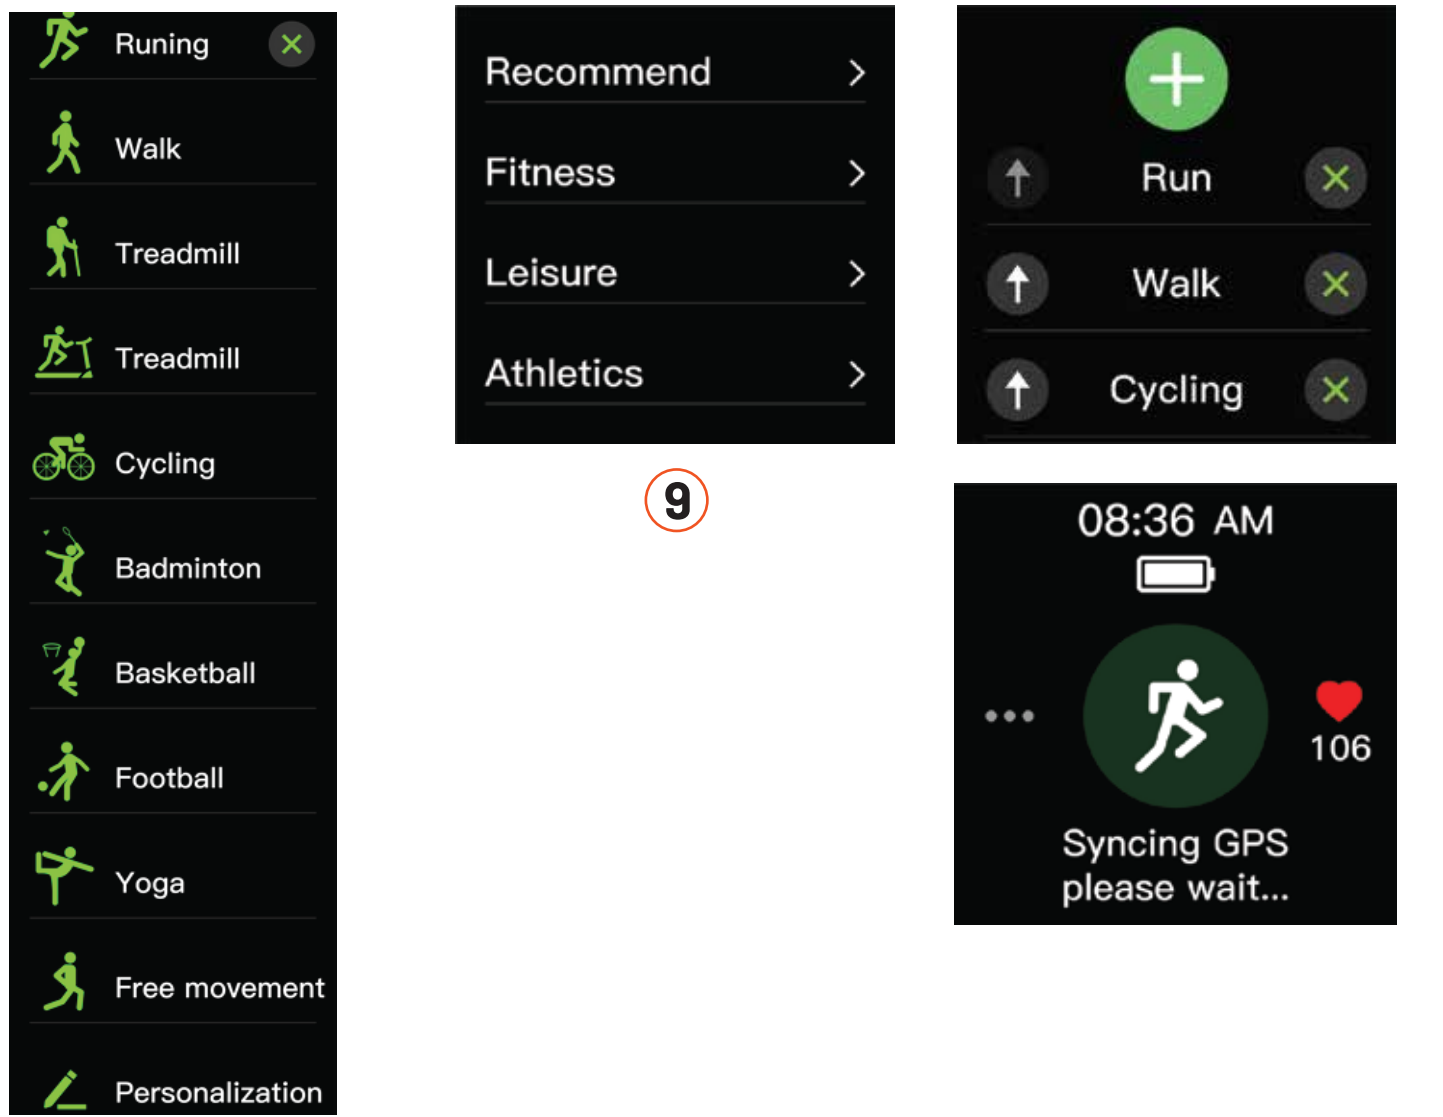 Runing
Walk
Treadmill
Treadmill
Cycling
Badminton
Basketball
Football
Yoga
Free movement
Personalization
Recommend
Fitness
Leisure
Athletics
9
Run
Walk
Cycling
08:36 AM
106
Syncing GPS
please wait...